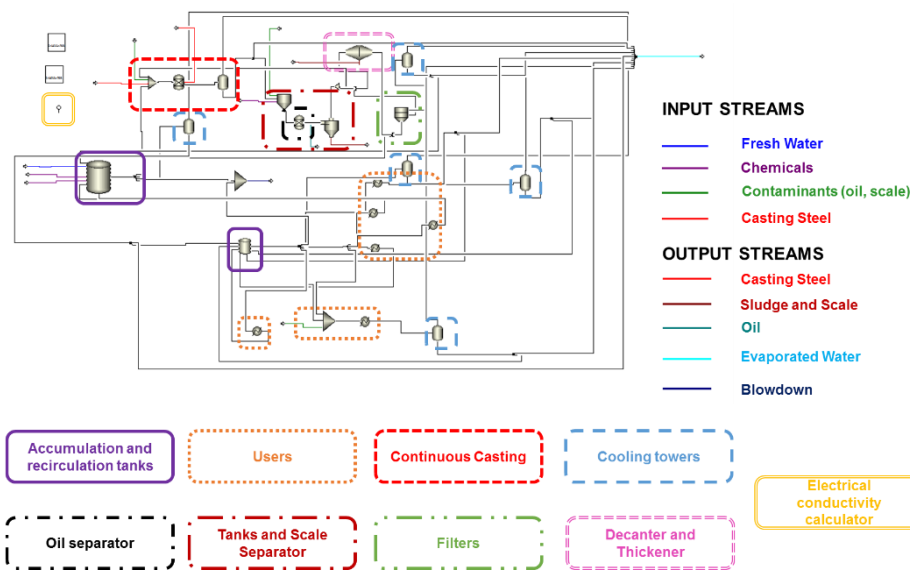 INPUT STREAMS
Fresh Water
Chemicals
Contaminants (oil, scale)
Casting Steel
OUTPUT STREAMS
Casting Steel
Sludge and Scale
Oil
Evaporated Water
Blowdown
Accumulation and
recirculation tanks
Users
Continuous Casting
Cooling towers
Electrical
conductivity
calculator
Oil separator
Tanks and Scale
Separator
Filters
Decanter and
Thickener